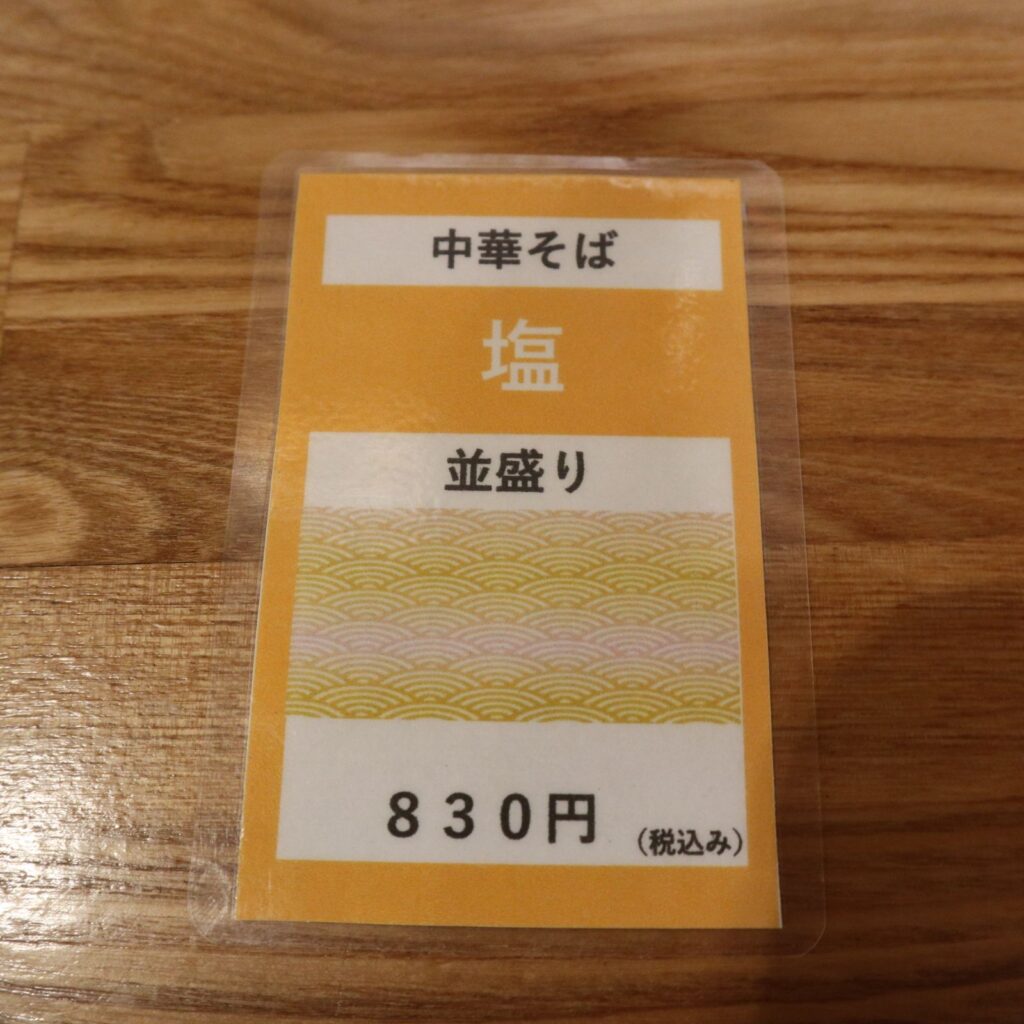 中華そば
塩
並盛り
８３０円 (税込み)